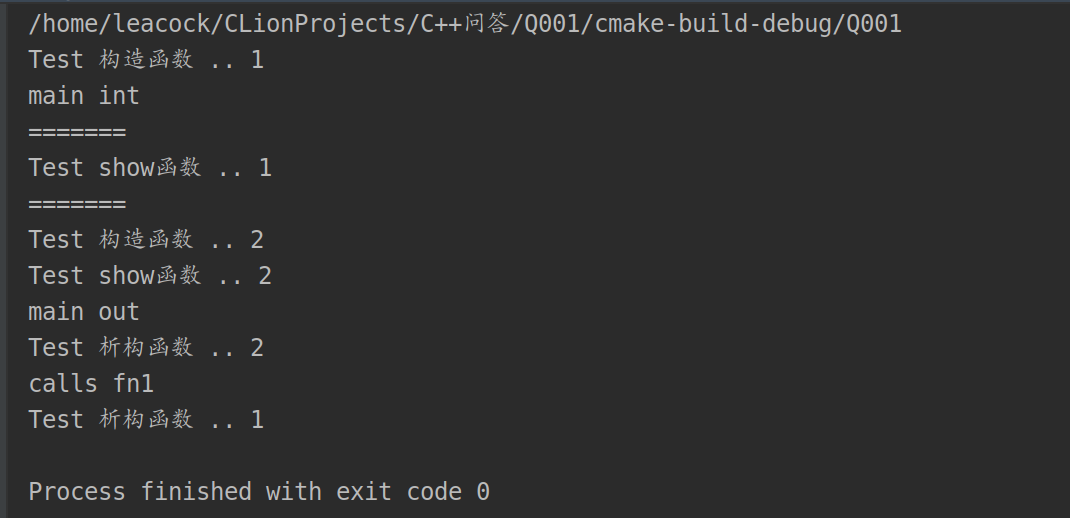 /home/leacock/CLionProjects/C++问答/Q001/cmake-build-debug/Q001
Test 构造函数 .. 1
main int
=======
Test show函数 .. 1
=======
Test 构造函数 .. 2
Test show函数 .. 2
main out
Test 析构函数 .. 2
calls fn1
Test 析构函数 .. 1
Process finished with exit code 0